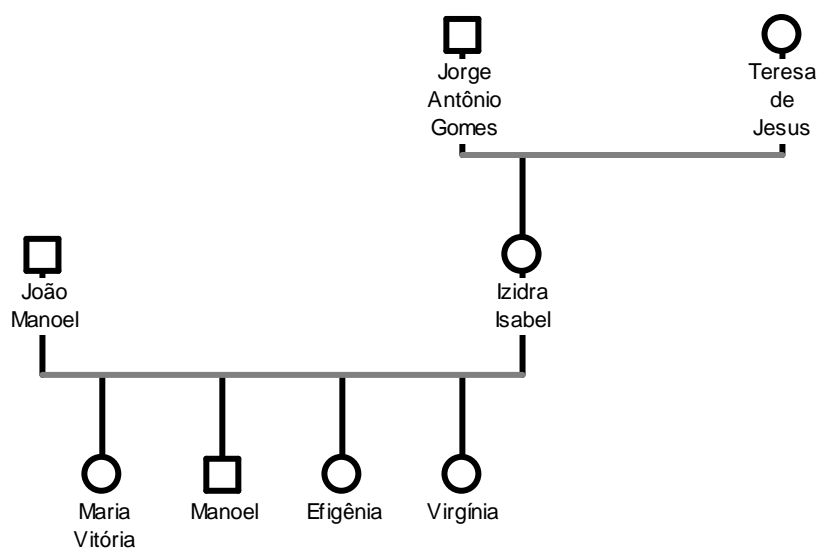 Jorge
Antônio
Gomes
Teresa
de
Jesus
João
Manoel
Izidra
Isabel
Maria
Vitória
Manoel
Efigênia
Virgínia